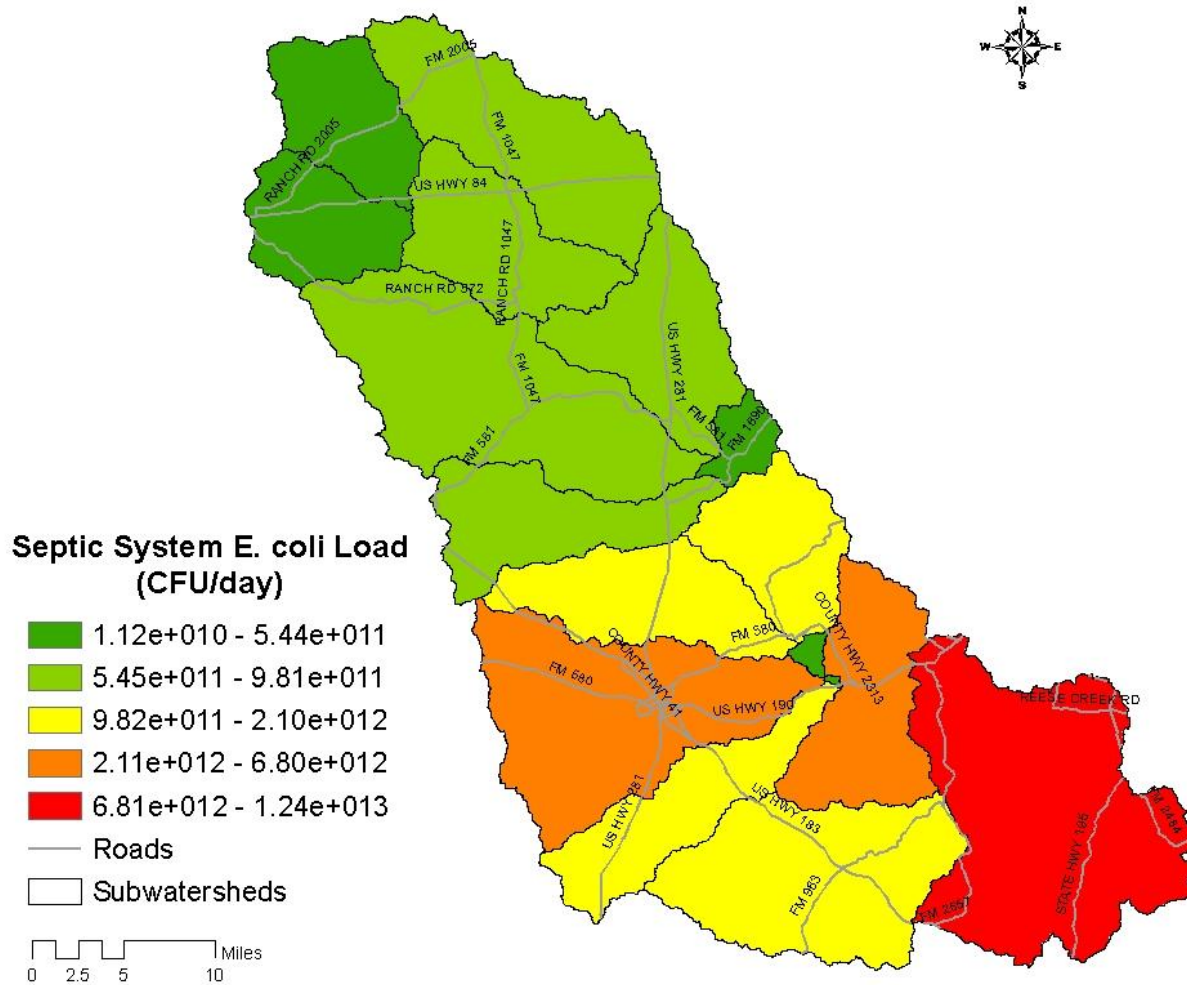 N
W E
S
FM 2005
RANCH RD 2005
FM 1047
US HWY 84
RANCH RD 1047
RANCH RD 572
US HWY 281
FM 1047
FM 581
FM 1690
FM 581
COUNTY HWY 2313
FM 580
COUNTY HWY 41
FM 580
US HWY 190
REESE CREEK RD
US HWY 281
US HWY 183
FM 963
FM 2657
STATE HWY 195
FM 2484
Septic System E. coli Load
(CFU/day)
1.12e+010 - 5.44e+011
5.45e+011 - 9.81e+011
9.82e+011 - 2.10e+012
2.11e+012 - 6.80e+012
6.81e+012 - 1.24e+013
Roads
Subwatersheds
Miles
0 2.5 5 10